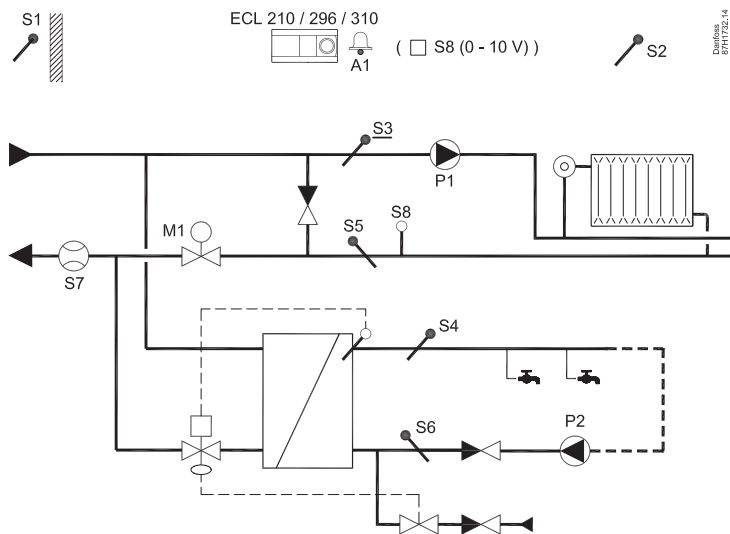 S1
ECL 210 / 296 / 310
A1
( S8 (0 - 10 V) )
S2
Danfoss
87H1732.14
S3
P1
M1
S5
S8
S7
S4
S6
P2